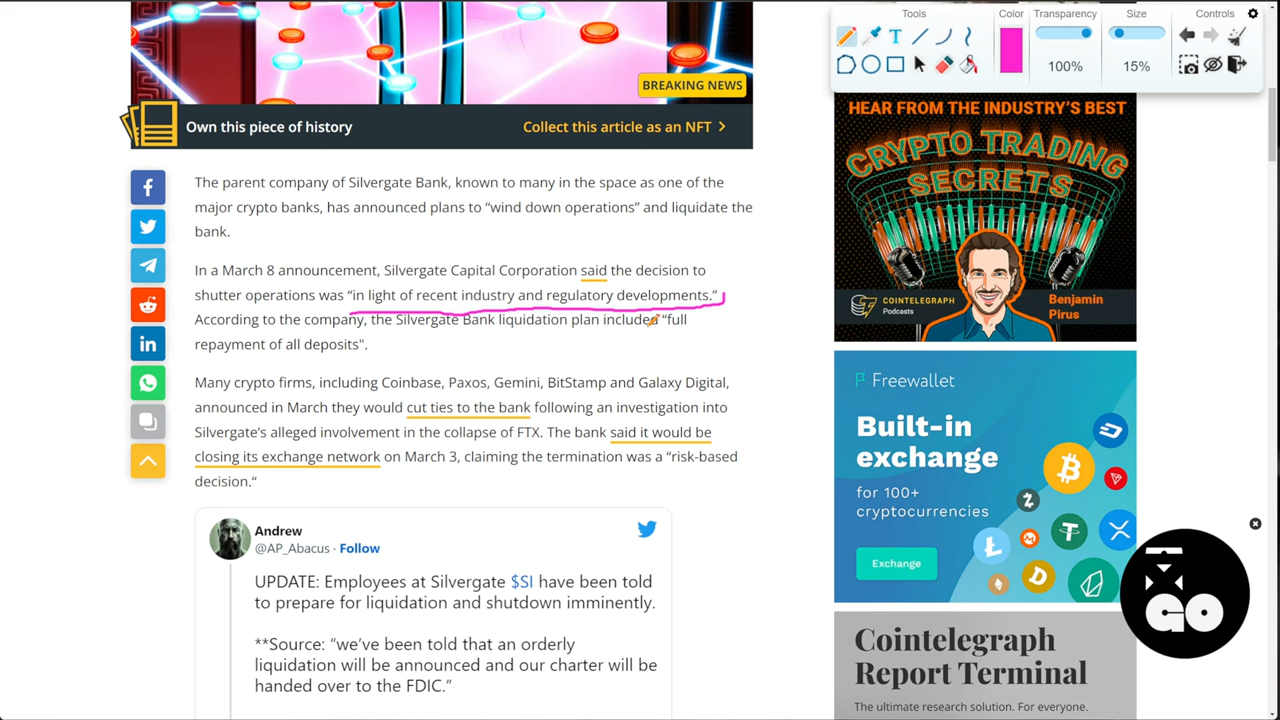 Tools
Color
Transparency
Size
Controls
100%
15%
BREAKING NEWS
Own this piece of history
Collect this article as an NFT
The parent company of Silvergate Bank, known to many in the space as one of the
major crypto banks, has announced plans to “wind down operations” and liquidate the
bank.
In a March 8 announcement, Silvergate Capital Corporation said the decision to
shutter operations was “in light of recent industry and regulatory developments.”
According to the company, the Silvergate Bank liquidation plan included “full
repayment of all deposits".
Many crypto firms, including Coinbase, Paxos, Gemini, BitStamp and Galaxy Digital,
announced in March they would cut ties to the bank following an investigation into
Silvergate’s alleged involvement in the collapse of FTX. The bank said it would be
closing its exchange network on March 3, claiming the termination was a “risk-based
decision.“
Andrew
@AP_Abacus · Follow
UPDATE: Employees at Silvergate $SI have been told
to prepare for liquidation and shutdown imminently.
**Source: “we’ve been told that an orderly
liquidation will be announced and our charter will be
handed over to the FDIC.”
HEAR FROM THE INDUSTRY’S BEST
CRYPTO TRADING
SECRETS
COINTELEGRAPH
Podcasts
Benjamin
Pirus
Freewallet
Built-in
exchange
for 100+
cryptocurrencies
Exchange
GO
Cointelegraph
Report Terminal
The ultimate research solution. For everyone.